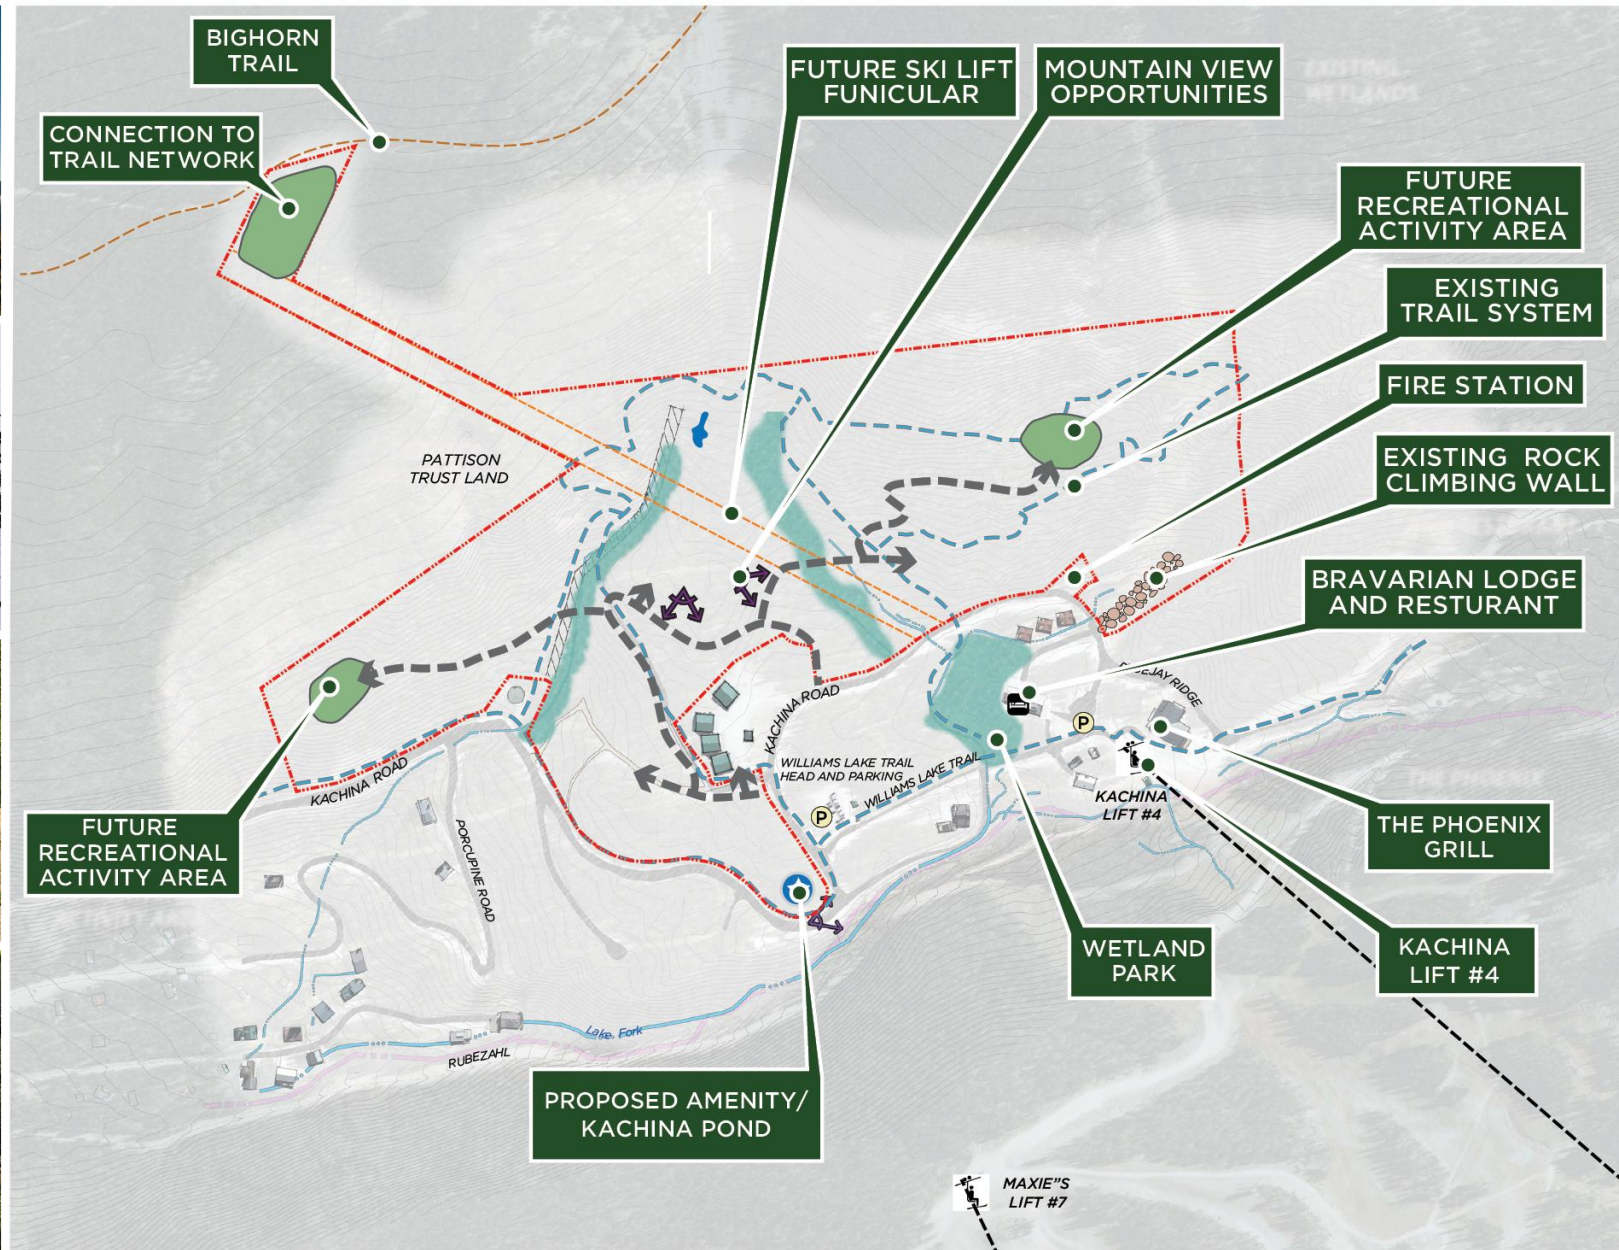 BIGHORN
TRAIL
CONNECTION TO
TRAIL NETWORK
FUTURE SKI LIFT
FUNICULAR
MOUNTAIN VIEW
OPPORTUNITIES
EXISTING
WETLANDS
FUTURE
RECREATIONAL
ACTIVITY AREA
EXISTING
TRAIL SYSTEM
FIRE STATION
EXISTING ROCK
CLIMBING WALL
BRAVARIAN LODGE
AND RESTURANT
PATTISON
TRUST LAND
KACHINA ROAD
RIDGE
P
WILLIAMS LAKE TRAIL
HEAD AND PARKING
WILLIAMS LAKE TRAIL
P
KACHINA
LIFT #4
KACHINA ROAD
PORCUPINE ROAD
FUTURE
RECREATIONAL
ACTIVITY AREA
THE PHOENIX
GRILL
WETLAND
PARK
KACHINA
LIFT #4
Lake Fork
RUBEZAHL
PROPOSED AMENITY/
KACHINA POND
MAXIE"S
LIFT #7